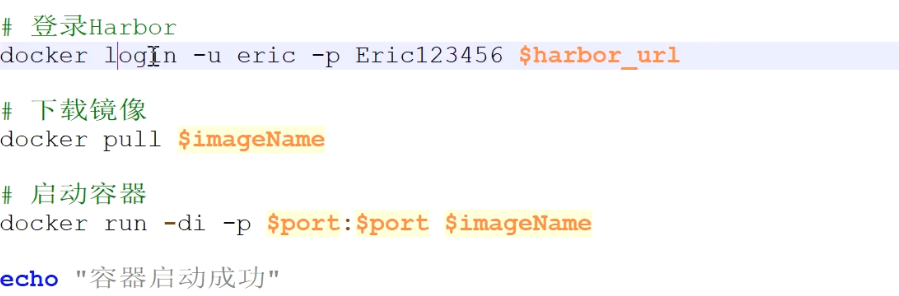 # 登录Harbor
docker login -u eric -p Eric123456 $harbor_url
# 下载镜像
docker pull $imageName
# 启动容器
docker run -di -p $port:$port $imageName
echo "容器启动成功"